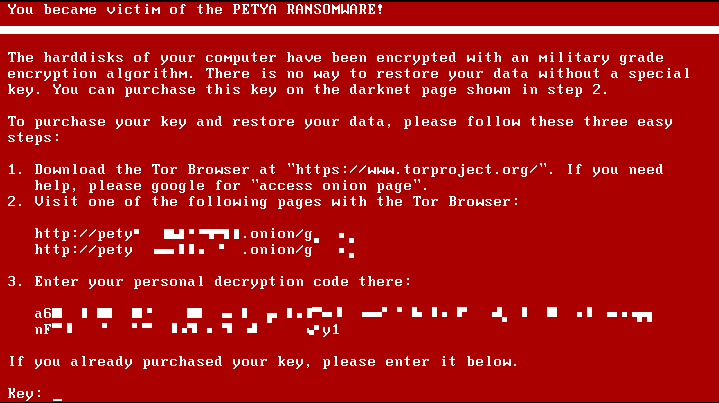 You became victim of the PETYA RANSOMWARE!
The harddisks of your computer have been encrypted with an military grade
encryption algorithm. There is no way to restore your data without a special
key. You can purchase this key on the darknet page shown in step 2.
To purchase your key and restore your data, please follow these three easy
steps:
1. Download the Tor Browser at "https://www.torproject.org/". If you need
help, please google for "access onion page".
2. Visit one of the following pages with the Tor Browser:
http://pety .onion/g
http://pety .onion/g
3. Enter your personal decryption code there:
a6
nF y1
If you already purchased your key, please enter it below.
Key: _